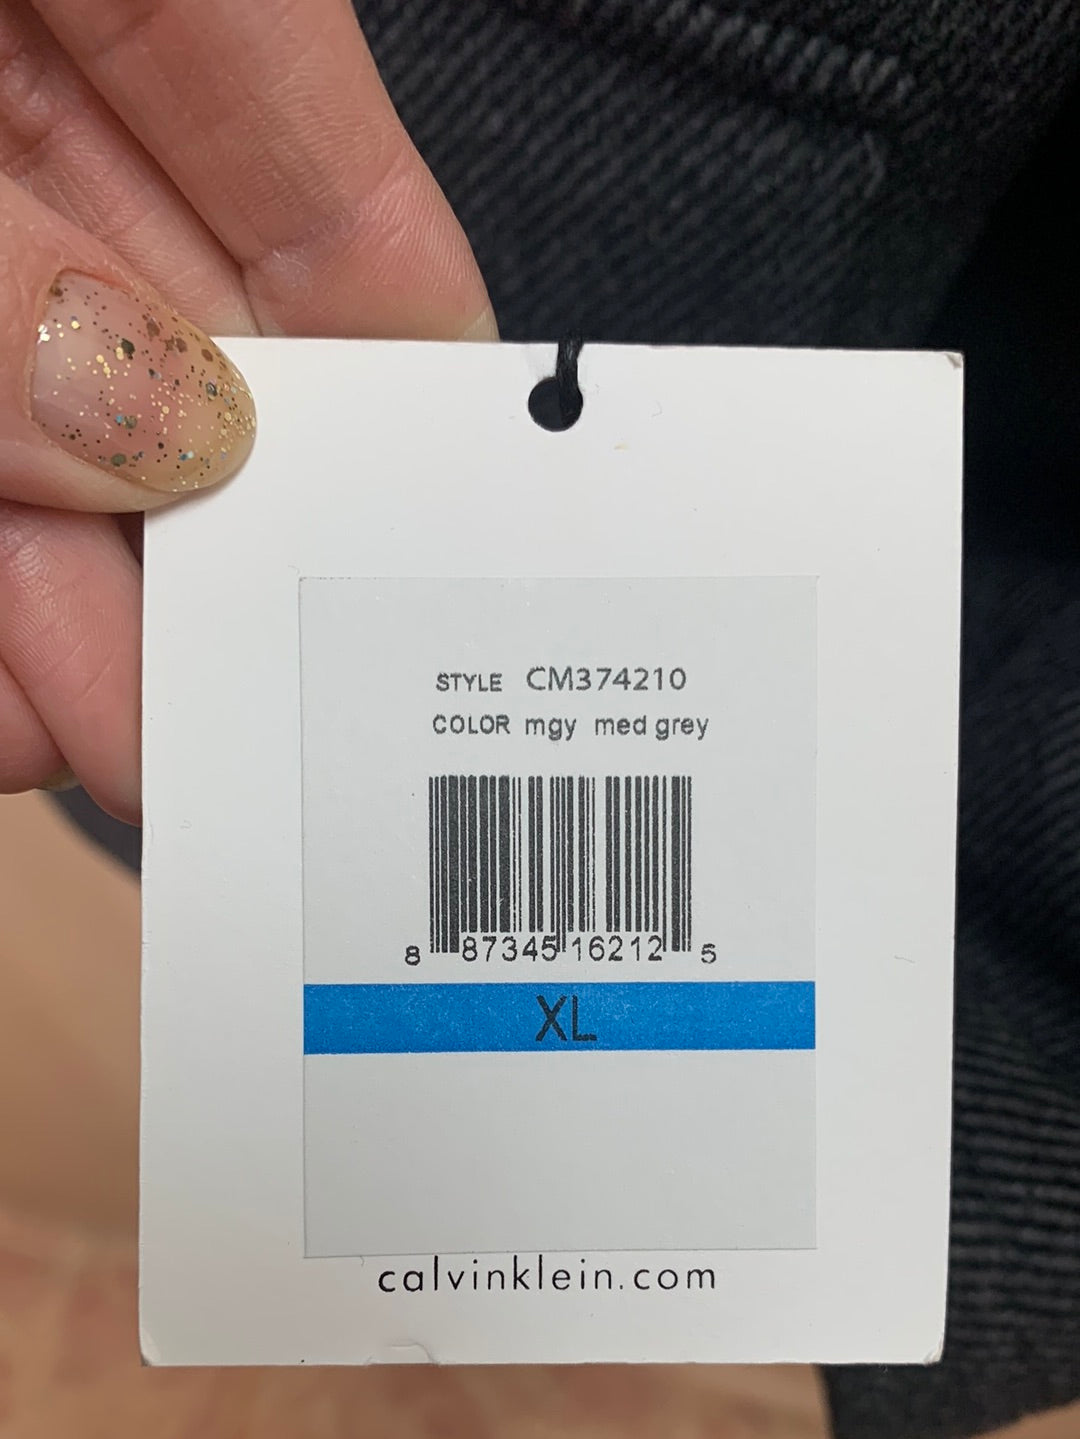 STYLE CM374210
COLOR mgy med grey
8 87345 16212 5
XL
calvinklein.com